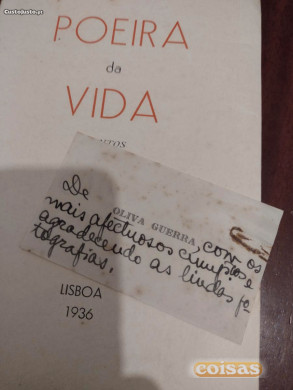 CustoJusto.pt
POEIRA
da
VIDA
De
OLIVA GUERRA, com os
mais afectuosos cumptos e
agradecendo as lindas fo-
tografias.
LISBOA
1936
coisas